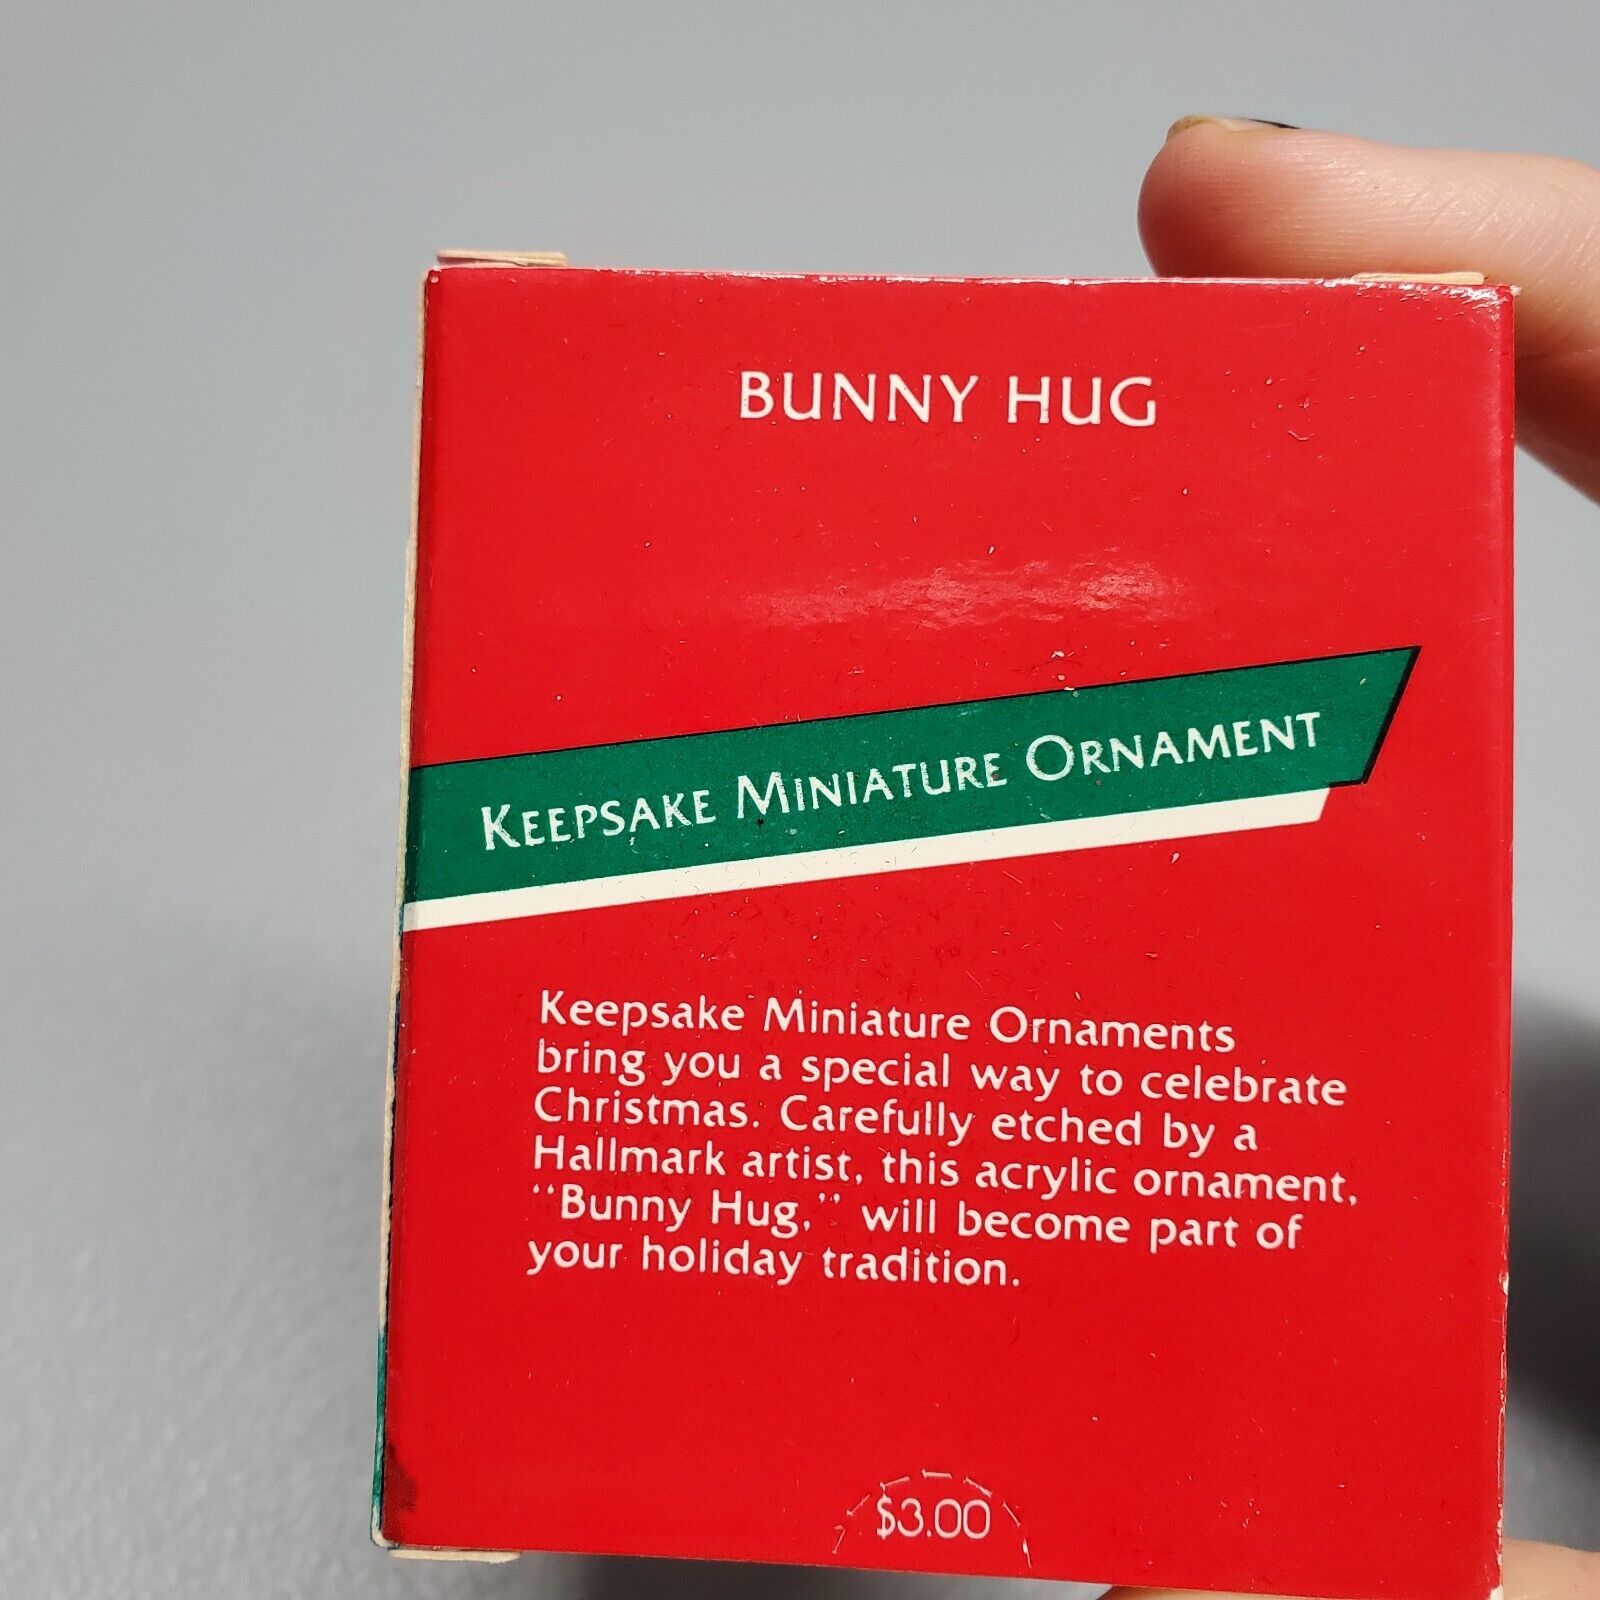 BUNNY HUG
KEEPSAKE MINIATURE ORNAMENT
Keepsake Miniature Ornaments
bring you a special way to celebrate
Christmas. Carefully etched by a
Hallmark artist, this acrylic ornament,
"Bunny Hug," will become part of
your holiday tradition.
$3.00